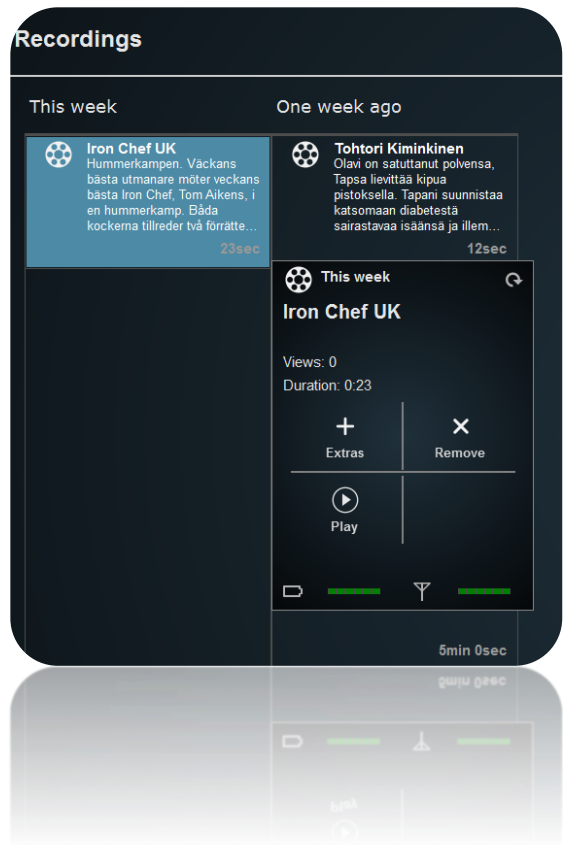 Recordings
This week
One week ago
Iron Chef UK
Hummerkampen. Väckans
bästa utmanare möter veckans
bästa Iron Chef, Tom Aikens, i
en hummerkamp. Båda
kockerna tillreder två förrätte...
23sec
Tohtori Kiminkinen
Olavi on satuttanut polvensa,
Tapsa lievittää kipua
pistoksella. Tapani suunnistaa
katsomaan diabetestä
sairastavaa isäänsä ja illem...
12sec
This week
Iron Chef UK
Views: 0
Duration: 0:23
Extras
Remove
Play
5min 0sec